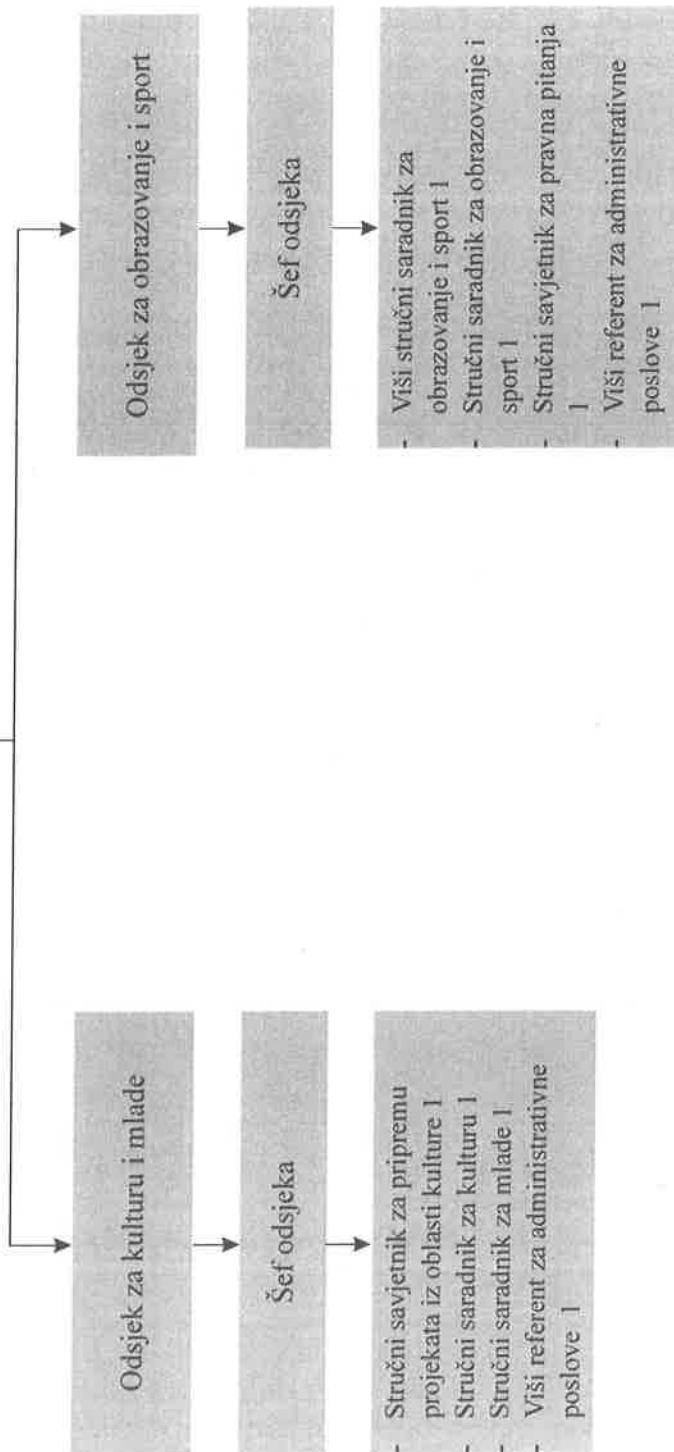 Odsjek za kulturu i mlade
Šef odsjeka
- Stručni savjetnik za pripremu
projekata iz oblasti kulture 1
- Stručni saradnik za kulturu 1
- Stručni saradnik za mlade 1
- Viši referent za administrativne
poslove 1
Odsjek za obrazovanje i sport
Šef odsjeka
- Viši stručni saradnik za
obrazovanje i sport 1
- Stručni saradnik za obrazovanje i
sport 1
- Stručni savjetnik za pravna pitanja
1
- Viši referent za administrativne
poslove 1